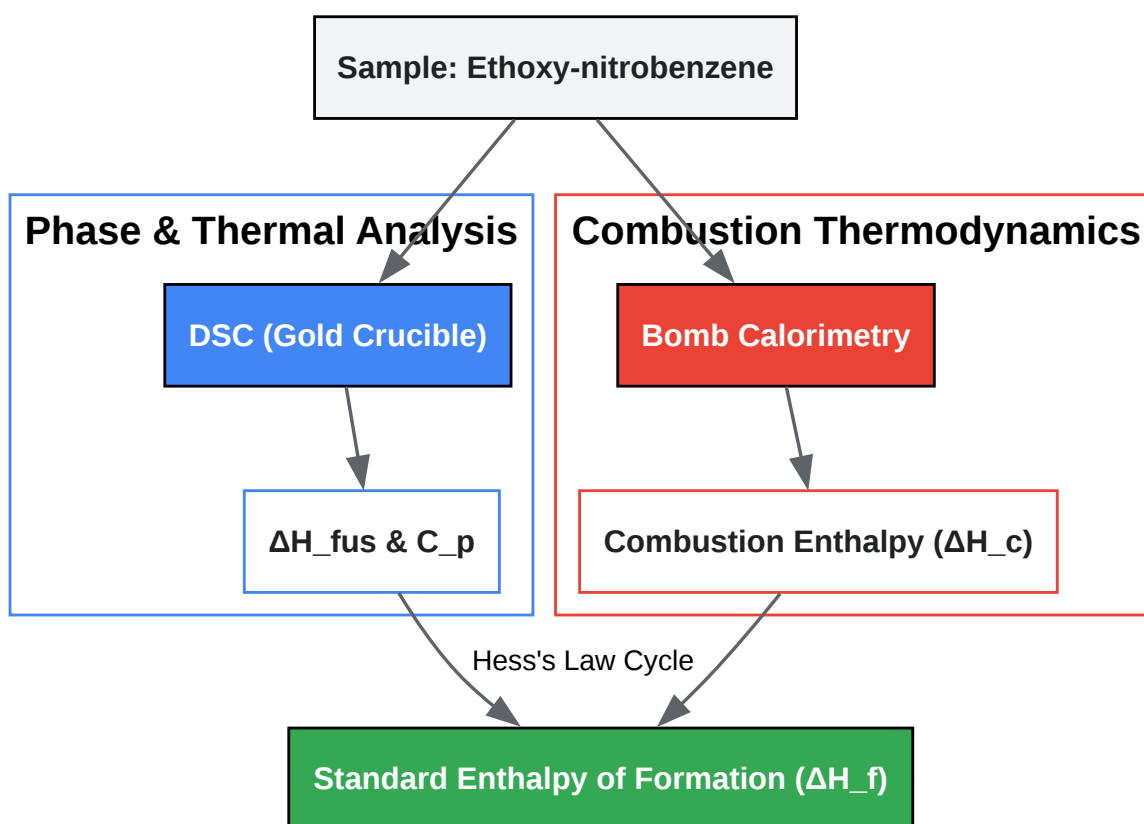 Sample: Ethoxy-nitrobenzene
Phase & Thermal Analysis
Combustion Thermodynamics
DSC (Gold Crucible)
Bomb Calorimetry
ΔH_fus & C_p
Combustion Enthalpy (ΔH_c)
Hess's Law Cycle
Standard Enthalpy of Formation (ΔH_f)